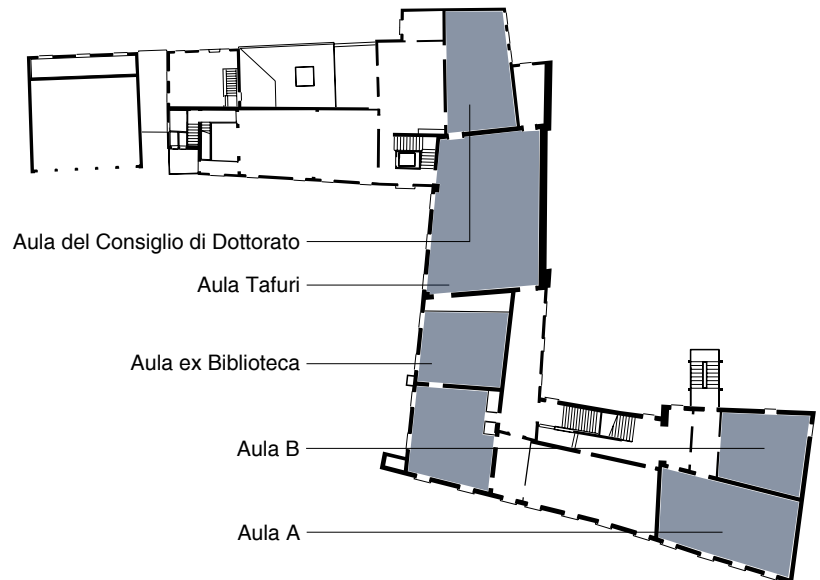 Aula del Consiglio di Dottorato
Aula Tafuri
Aula ex Biblioteca
Aula B
Aula A